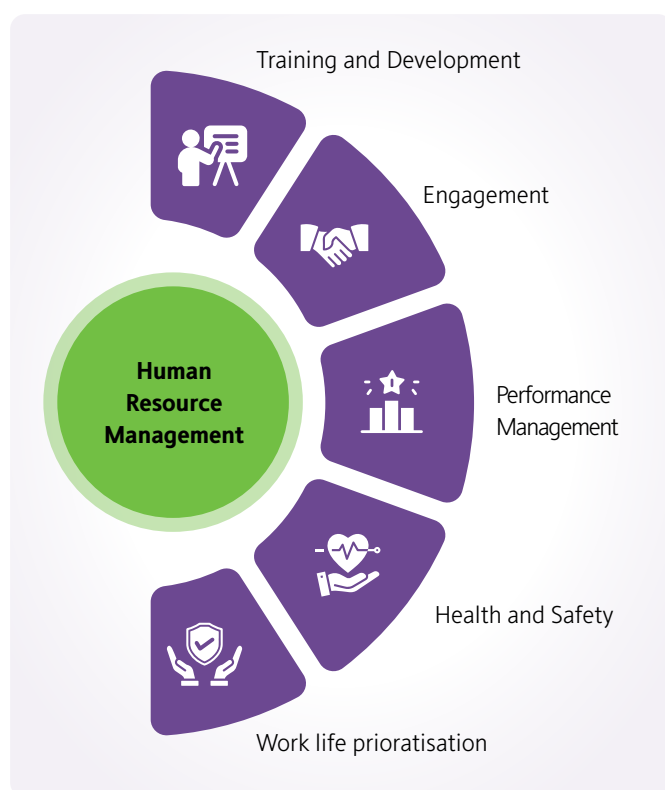 Training and Development
Engagement
Human
Resource
Management
Performance
Management
Health and Safety
Work life prioratisation